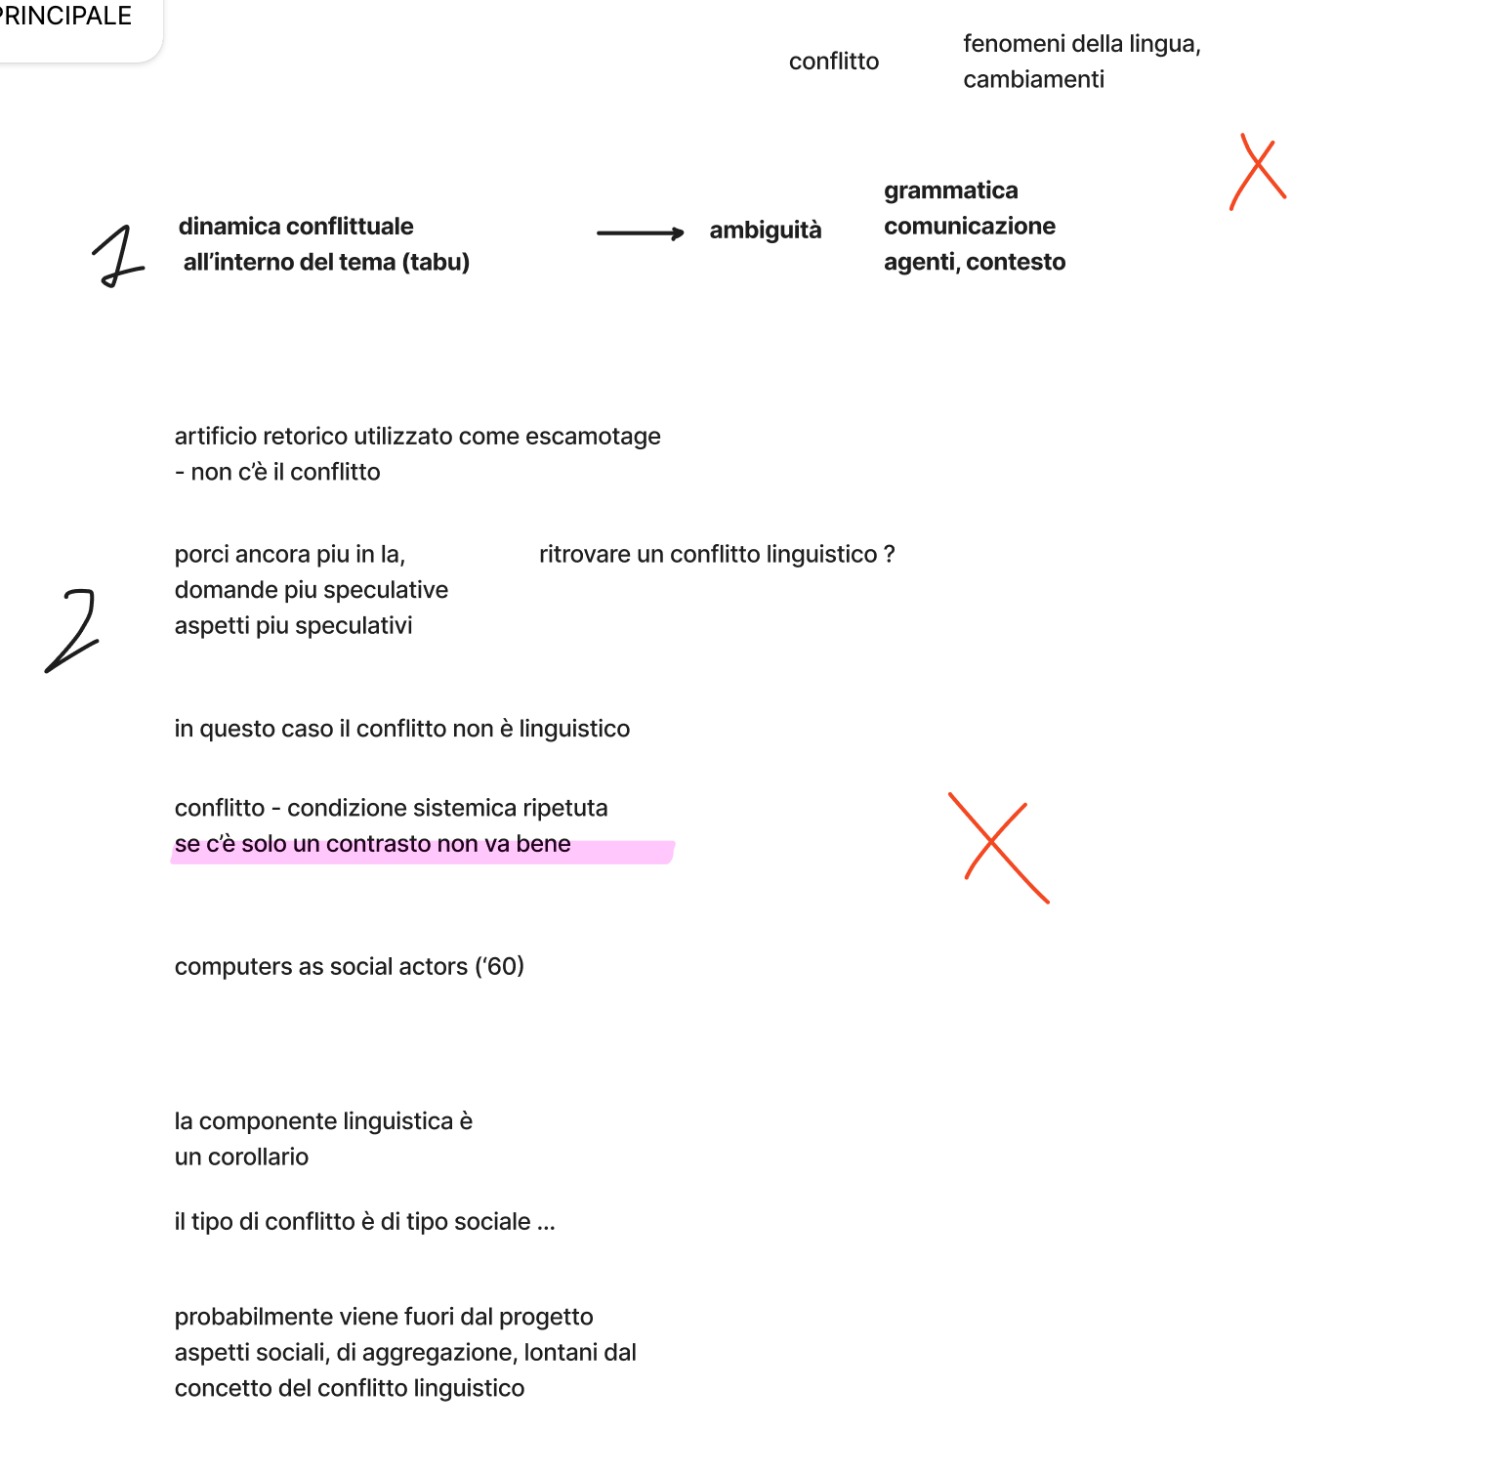 PRINCIPALE
conflitto
fenomeni della lingua,
cambiamenti
1
dinamica conflittuale
all’interno del tema (tabu)
ambiguità
grammatica
comunicazione
agenti, contesto
artificio retorico utilizzato come escamotage
- non c’è il conflitto
2
porci ancora piu in la,
domande piu speculative
aspetti piu speculativi
ritrovare un conflitto linguistico ?
in questo caso il conflitto non è linguistico
conflitto - condizione sistemica ripetuta
se c’è solo un contrasto non va bene
computers as social actors (‘60)
la componente linguistica è
un corollario
il tipo di conflitto è di tipo sociale ...
probabilmente viene fuori dal progetto
aspetti sociali, di aggregazione, lontani dal
concetto del conflitto linguistico